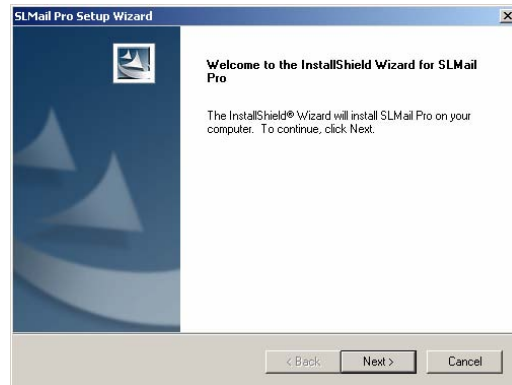 SLMail Pro Setup Wizard
Welcome to the InstallShield Wizard for SLMail
Pro
The InstallShield® Wizard will install SLMail Pro on your
computer. To continue, click Next.
< Back
Next >
Cancel